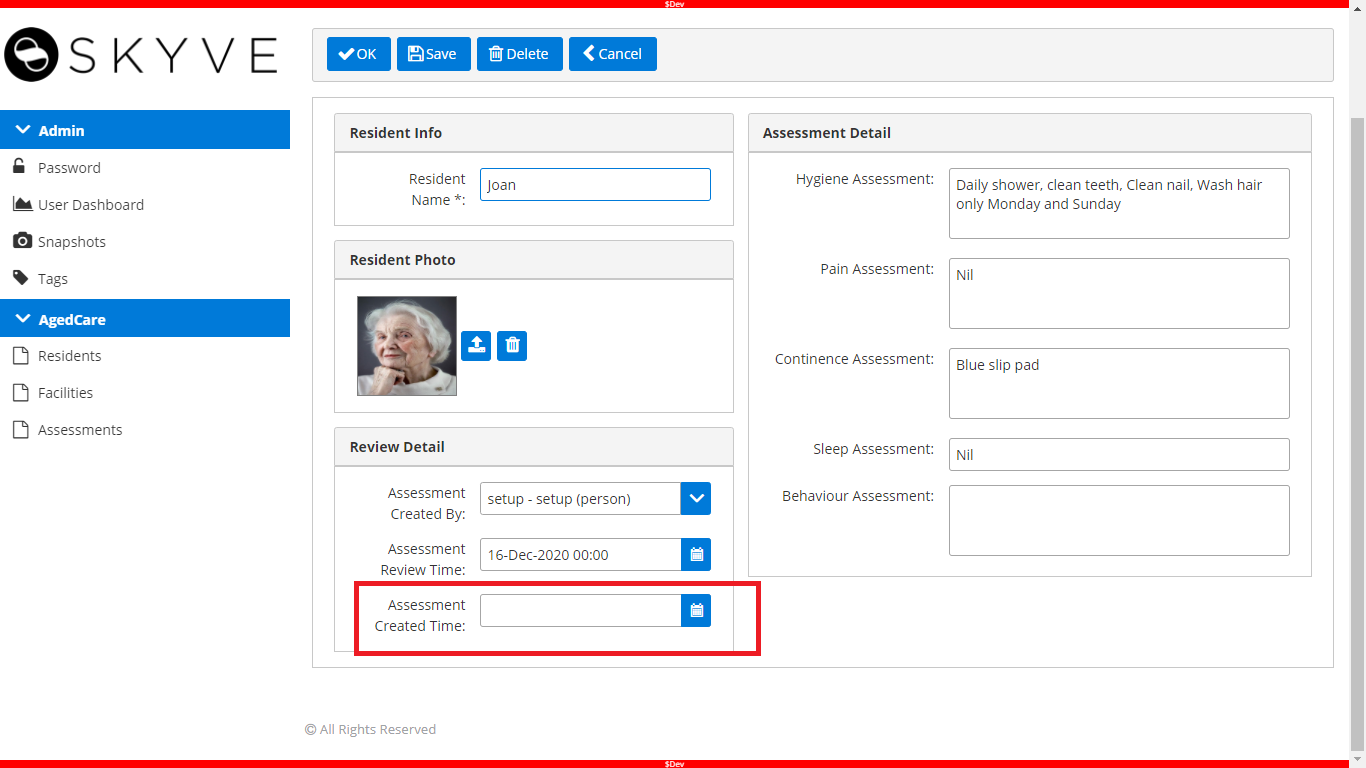 $Dev
SKYVE
OK Save Delete Cancel
Admin
Password
User Dashboard
Snapshots
Tags
AgedCare
Residents
Facilities
Assessments
Resident Info
Resident
Name *:
Joan
Resident Photo
Review Detail
Assessment
Created By:
setup - setup (person)
Assessment
Review Time:
16-Dec-2020 00:00
Assessment
Created Time:
Assessment Detail
Hygiene Assessment:
Daily shower, clean teeth, Clean nail, Wash hair
only Monday and Sunday
Pain Assessment:
Nil
Continence Assessment:
Blue slip pad
Sleep Assessment:
Nil
Behaviour Assessment:
© All Rights Reserved
$Dev